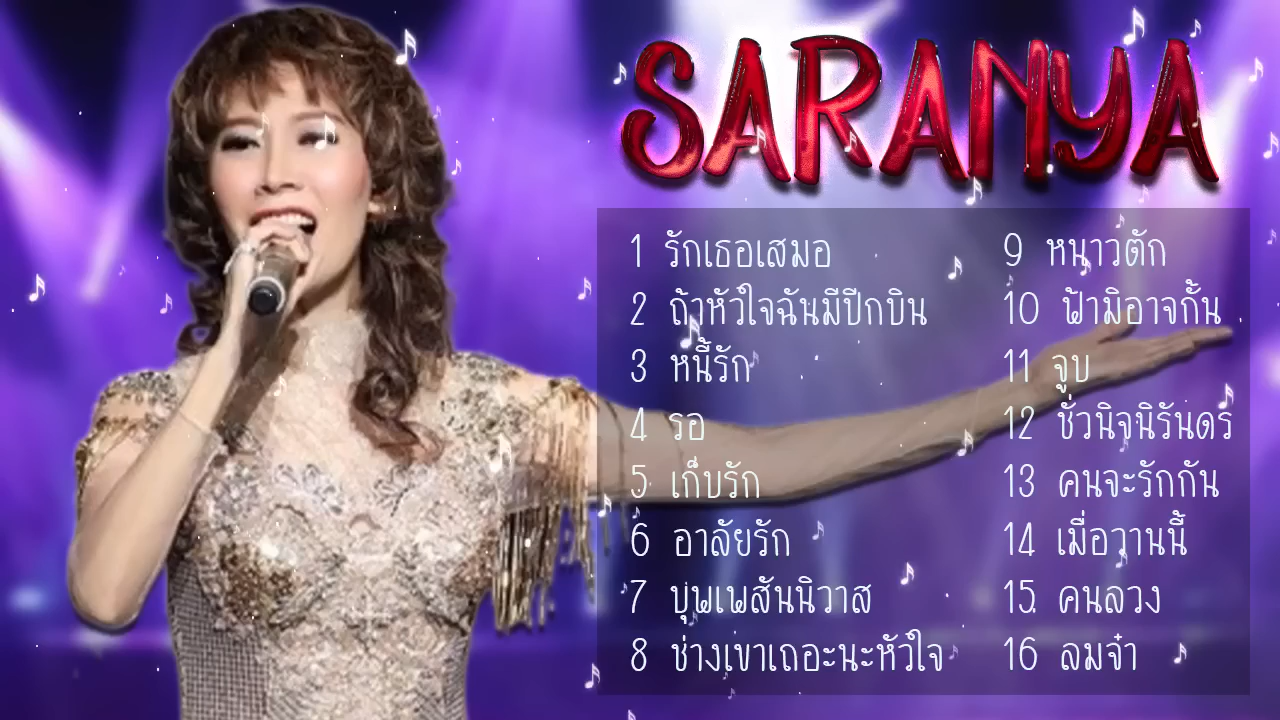 SARANYA
1 รักเธอเสมอ
2 ถ้าหัวใจฉันมีปีกบิน
3 หนี้รัก
4 รอ
5 เก็บรัก
6 อาลัยรัก
7 บุพเพสันนิวาส
8 ช่างเขาเถอะนะหัวใจ
9 หนาวตัก
10 ฟ้ามิอาจกั้น
11 จูบ
12 ชั่วนิจนิรันดร
13 คนจะรักกัน
14 เมื่อวานนี้
15 คนลวง
16 ลมจ๋า